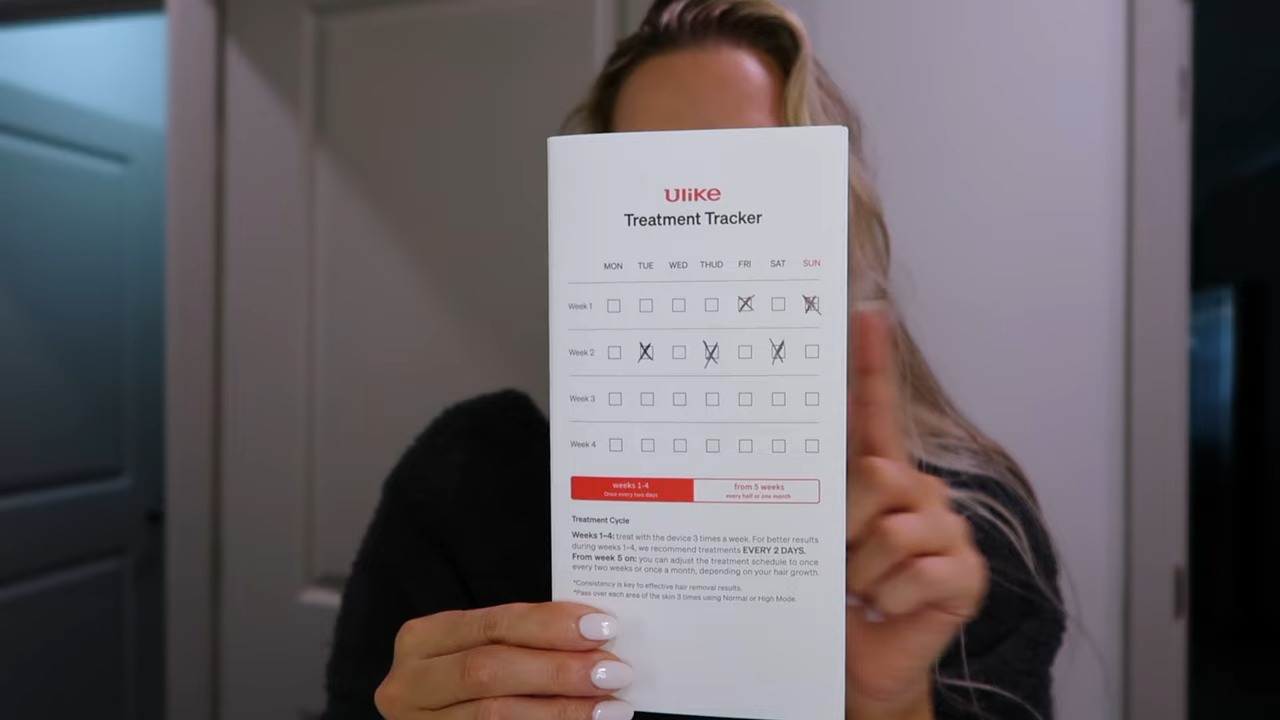 Ulike
Treatment Tracker
MON TUE WED THUD FRI SAT SUN
Week 1
Week 2
Week 3
Week 4
weeks 1-4 from 5 weeks
Once every two days every half or one month
Treatment Cycle
Weeks 1–4: treat with the device 3 times a week. For better results
during weeks 1–4, we recommend treatments EVERY 2 DAYS.
From week 5 on: you can adjust the treatment schedule to once
every two weeks or once a month, depending on your hair growth.
*Consistency is key to effective hair removal results.
*Pass over each area of the skin 3 times using Normal or High Mode.